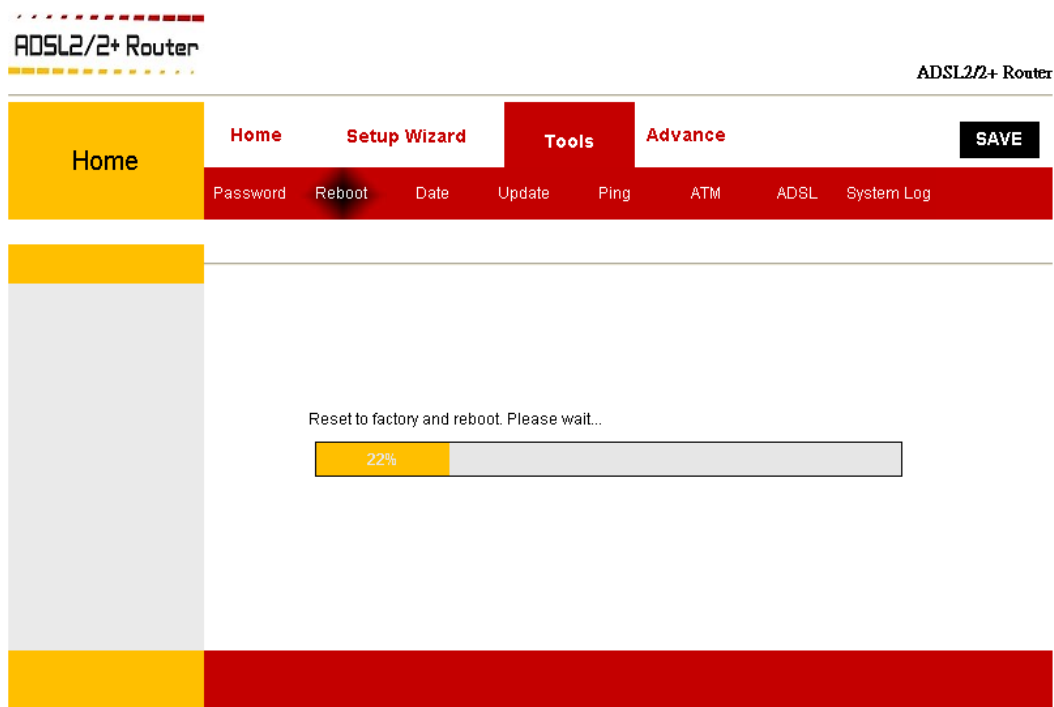 ADSL2/2+ Router
ADSL2/2+ Router
Home
Home Setup Wizard Tools Advance SAVE
Password Reboot Date Update Ping ATM ADSL System Log
Reset to factory and reboot. Please wait...
22%